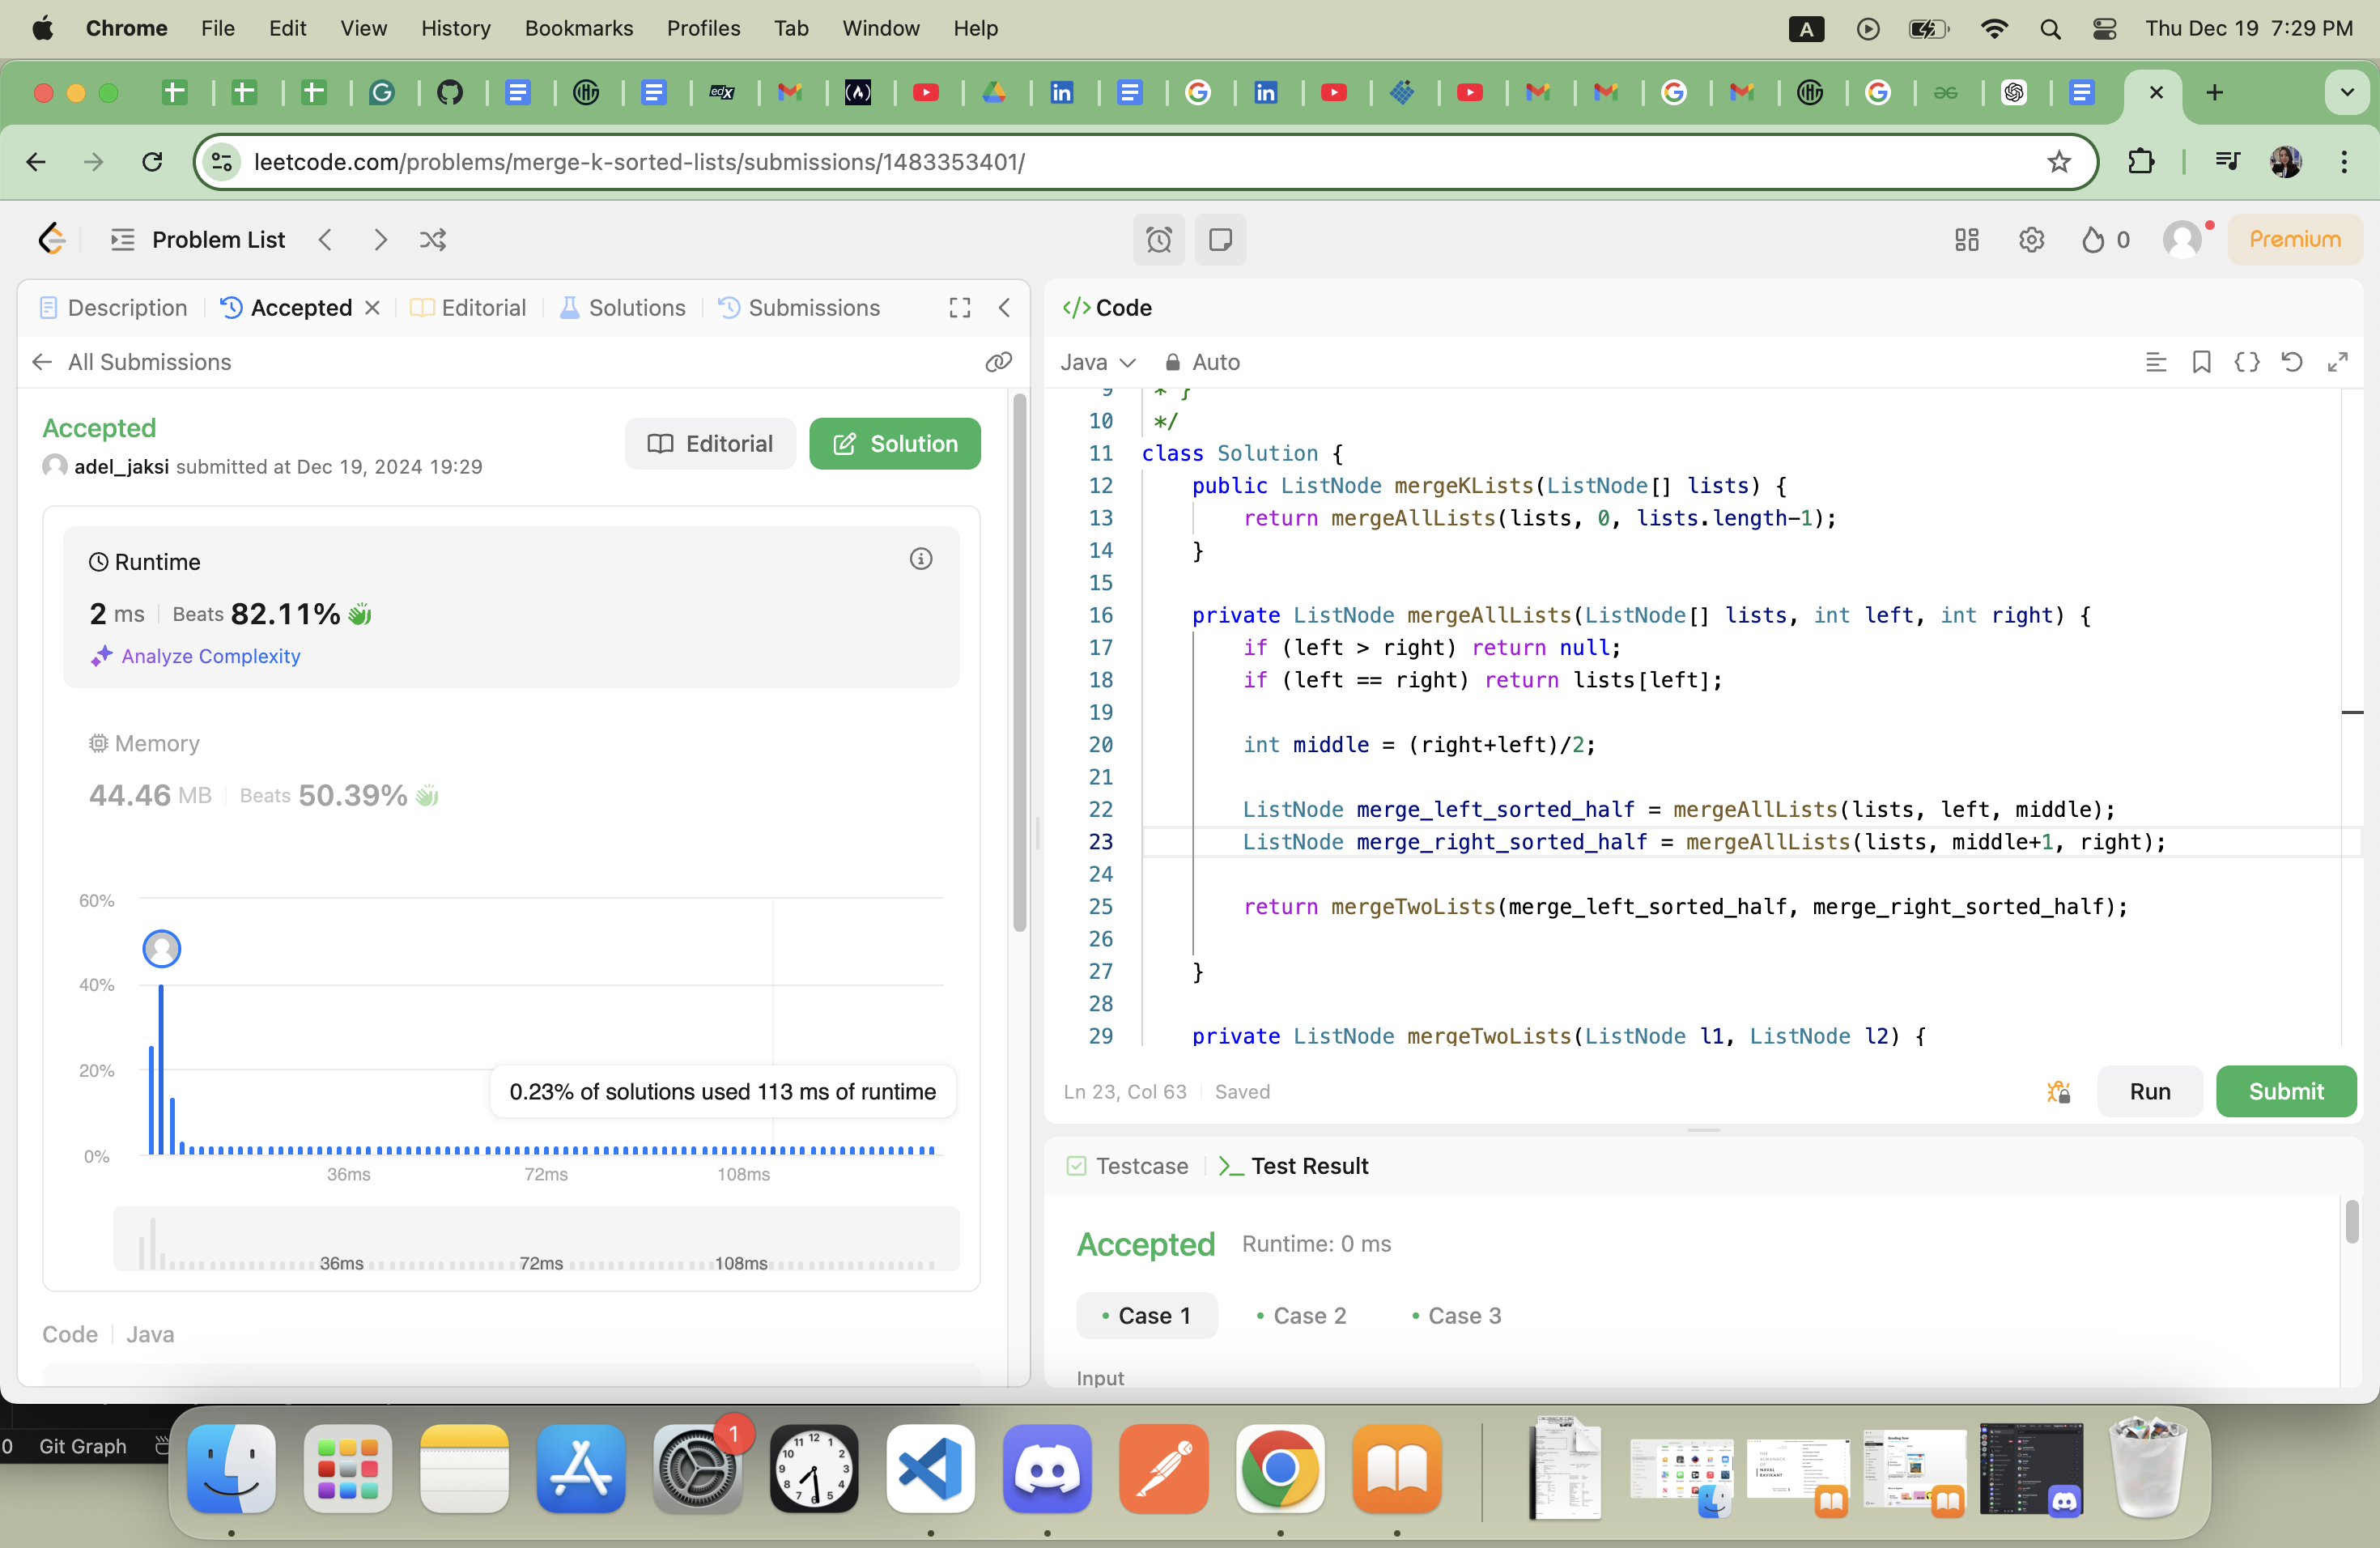 Chrome File Edit View History Bookmarks Profiles Tab Window Help A Thu Dec 19 7:29 PM
edX
leetcode.com/problems/merge-k-sorted-lists/submissions/1483353401/
Problem List 0 Premium
Description Accepted Editorial Solutions Submissions
All Submissions
Accepted
adel_jaksi submitted at Dec 19, 2024 19:29
Editorial Solution
Runtime
2 ms Beats 82.11%
Analyze Complexity
Memory
44.46 MB Beats 50.39%
60%
40%
20%
0%
0.23% of solutions used 113 ms of runtime
36ms 72ms 108ms
36ms 72ms 108ms
Code Java
</> Code
Java Auto
9 * }
10 */
11 class Solution {
12 public ListNode mergeKLists(ListNode[] lists) {
13 return mergeAllLists(lists, 0, lists.length-1);
14 }
15
16 private ListNode mergeAllLists(ListNode[] lists, int left, int right) {
17 if (left > right) return null;
18 if (left == right) return lists[left];
19
20 int middle = (right+left)/2;
21
22 ListNode merge_left_sorted_half = mergeAllLists(lists, left, middle);
23 ListNode merge_right_sorted_half = mergeAllLists(lists, middle+1, right);
24
25 return mergeTwoLists(merge_left_sorted_half, merge_right_sorted_half);
26
27 }
28
29 private ListNode mergeTwoLists(ListNode l1, ListNode l2) {
Ln 23, Col 63 Saved Run Submit
Testcase Test Result
Accepted Runtime: 0 ms
Case 1 Case 2 Case 3
Input
0 Git Graph
1